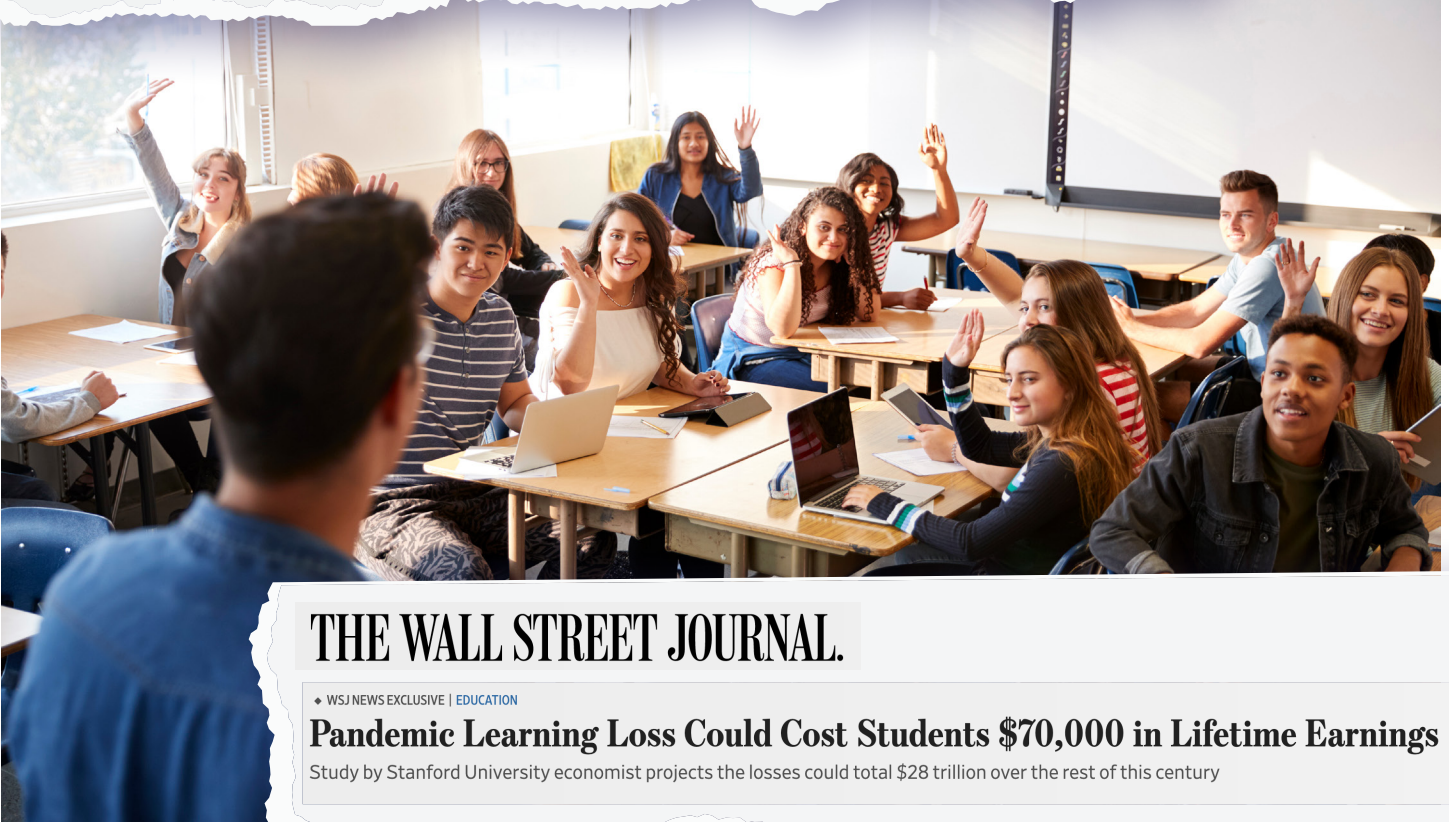 THE WALL STREET JOURNAL.
◆ WSJ NEWS EXCLUSIVE | EDUCATION
Pandemic Learning Loss Could Cost Students $70,000 in Lifetime Earnings
Study by Stanford University economist projects the losses could total $28 trillion over the rest of this century